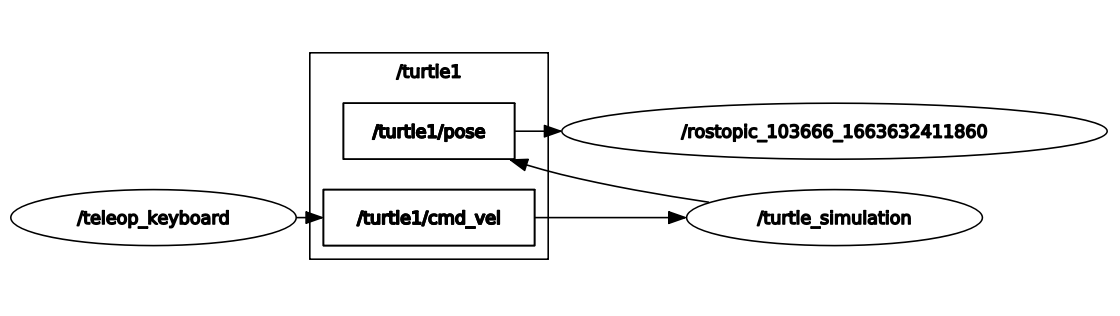 /turtle1
/turtle1/pose
/rostopic_103666_1663632411860
/teleop_keyboard
/turtle1/cmd_vel
/turtle_simulation